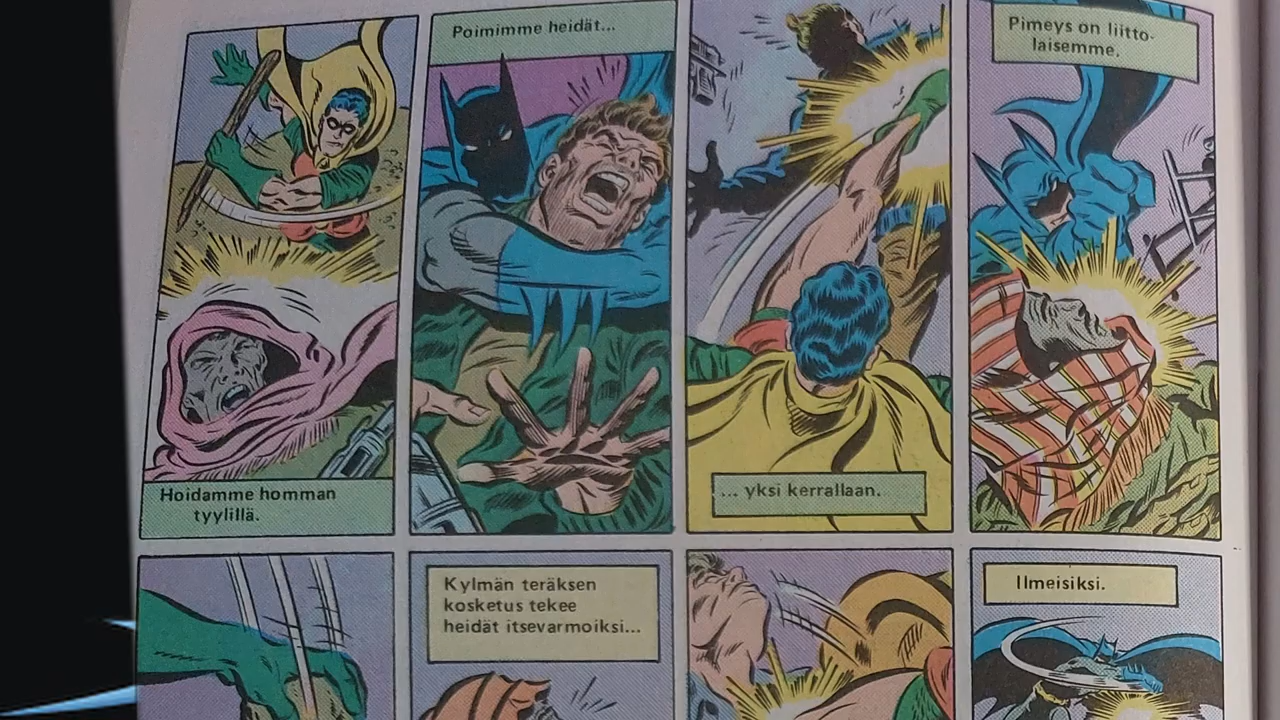 Hoidamme homman
tyylillä.
Poimimme heidät...
... yksi kerrallaan.
Pimeys on liitto-
laisemme.
Kylmän teräksen
kosketus tekee
heidät itsevarmoiksi...
Ilmeisiksi.